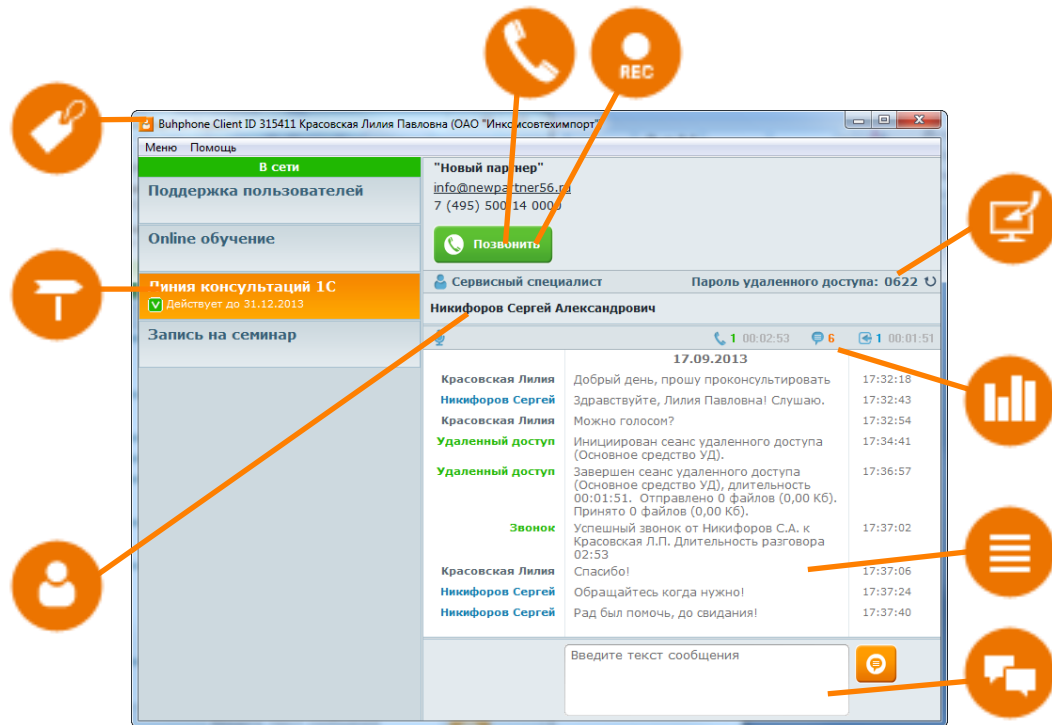 REC
Buhphone Client ID 315411 Красовская Лилия Павловна (ОАО "Инкомсовтехимпорт"
Меню Помощь
В сети
Поддержка пользователей
Online обучение
Линия консультаций 1С
Действует до 31.12.2013
Запись на семинар
"Новый партнер"
info@newpartner56.ru
7 (495) 500 14 0000
Позвонить
Сервисный специалист Пароль удаленного доступа: 0622
Никифоров Сергей Александрович
1 00:02:53 6 1 00:01:51
17.09.2013
Красовская Лилия Добрый день, прошу проконсультировать 17:32:18
Никифоров Сергей Здравствуйте, Лилия Павловна! Слушаю. 17:32:43
Красовская Лилия Можно голосом? 17:32:54
Удаленный доступ Инициирован сеанс удаленного доступа 17:34:41
(Основное средство УД).
Удаленный доступ Завершен сеанс удаленного доступа 17:36:57
(Основное средство УД), длительность
00:01:51. Отправлено 0 файлов (0,00 Кб).
Принято 0 файлов (0,00 Кб).
Звонок Успешный звонок от Никифоров С.А. к 17:37:02
Красовская Л.П. Длительность разговора
02:53
Красовская Лилия Спасибо! 17:37:06
Никифоров Сергей Обращайтесь когда нужно! 17:37:24
Никифоров Сергей Рад был помочь, до свидания! 17:37:40
Введите текст сообщения